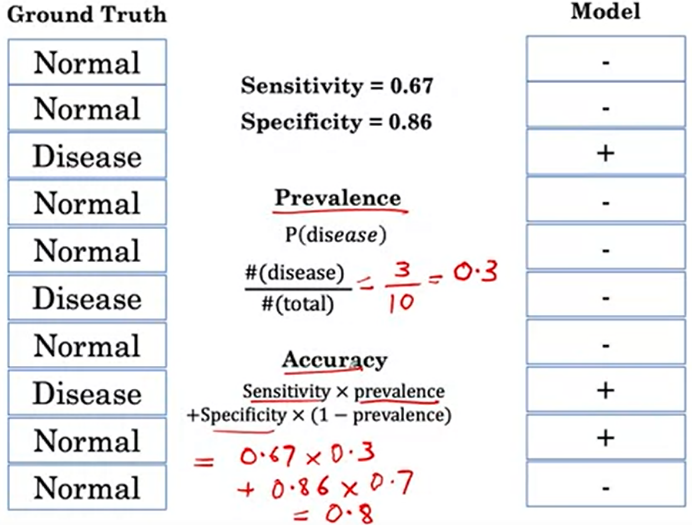 Ground Truth
Normal
Normal
Disease
Normal
Normal
Disease
Normal
Disease
Normal
Normal
Sensitivity = 0.67
Specificity = 0.86
Prevalence
P(disease)
#(disease)
#(total)
= 3/10 = 0.3
Accuracy
Sensitivity × prevalence
+Specificity × (1 − prevalence)
= 0.67 × 0.3
+ 0.86 × 0.7
= 0.8
Model
-
-
+
-
-
-
-
+
+
-